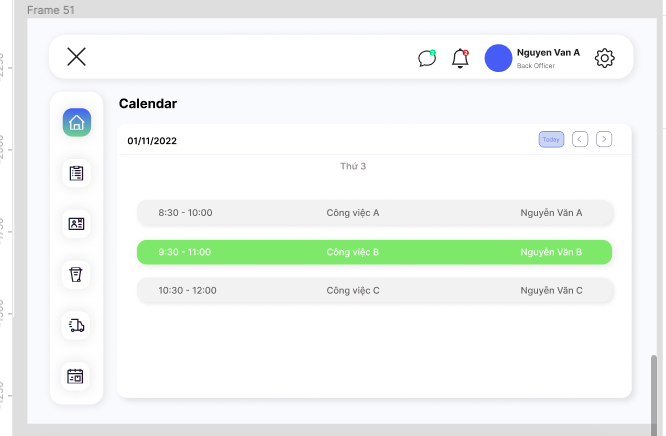 Frame 51
Nguyen Van A
Back Officer
Calendar
01/11/2022
Today
Thứ 3
8:30 - 10:00 Công việc A Nguyễn Văn A
9:30 - 11:00 Công việc B Nguyễn Văn B
10:30 - 12:00 Công việc C Nguyễn Văn C